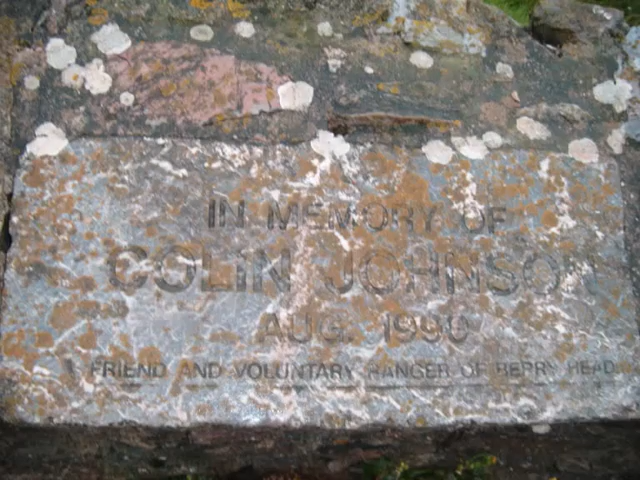 IN MEMORY OF
COLIN JOHNSON
AUG. 1990
A FRIEND AND VOLUNTARY RANGER OF BERRY HEAD